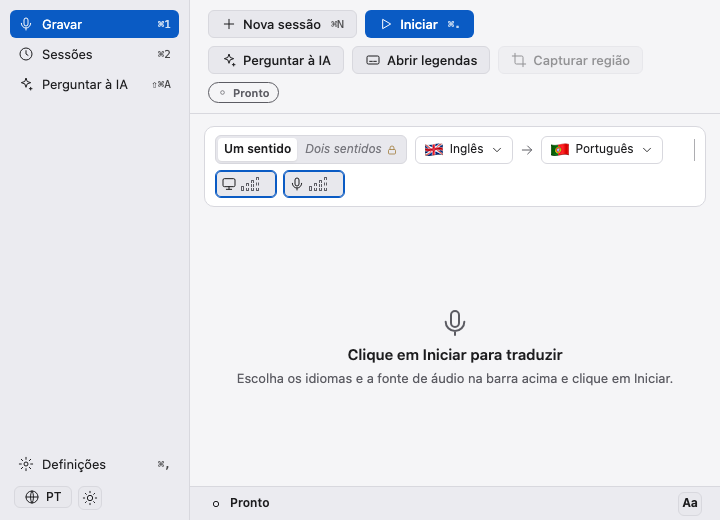 Gravar ⌘1
Sessões ⌘2
Perguntar à IA ⇧⌘A
Definições ⌘,
PT
Nova sessão ⌘N
Iniciar ⌘.
Perguntar à IA
Abrir legendas
Capturar região
Pronto
Um sentido
Dois sentidos
Inglês
Português
Clique em Iniciar para traduzir
Escolha os idiomas e a fonte de áudio na barra acima e clique em Iniciar.
Pronto
Aa